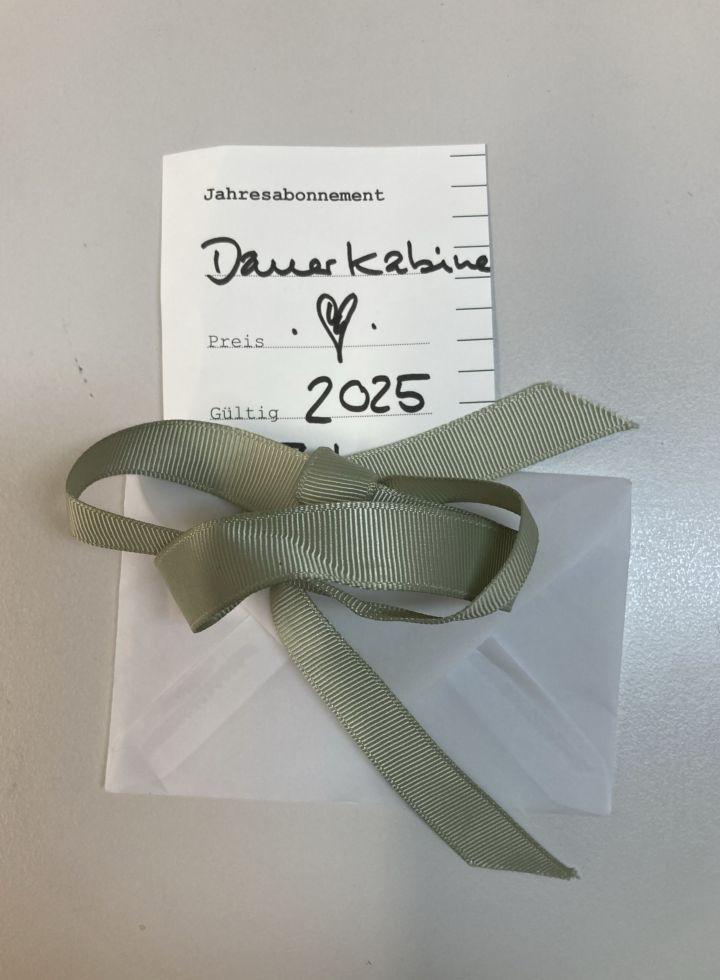 Jahresabonnement
Dauerkabine
Preis
Gültig 2025